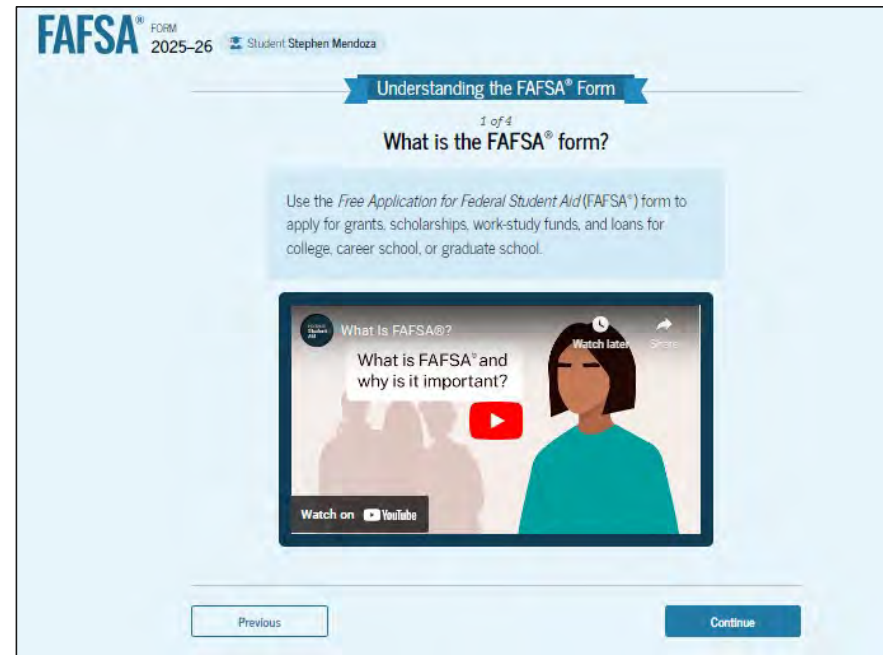 FAFSA® FORM
2025–26
Student Stephen Mendoza
Understanding the FAFSA® Form
1 of 4
What is the FAFSA® form?
Use the Free Application for Federal Student Aid (FAFSA®) form to
apply for grants, scholarships, work-study funds, and loans for
college, career school, or graduate school.
What Is FAFSA®?
Watch later
Share
What is FAFSA® and
why is it important?
Watch on YouTube
Previous
Continue